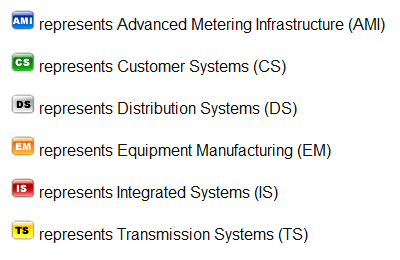 AMI represents Advanced Metering Infrastructure (AMI)
CS represents Customer Systems (CS)
DS represents Distribution Systems (DS)
EM represents Equipment Manufacturing (EM)
IS represents Integrated Systems (IS)
TS represents Transmission Systems (TS)